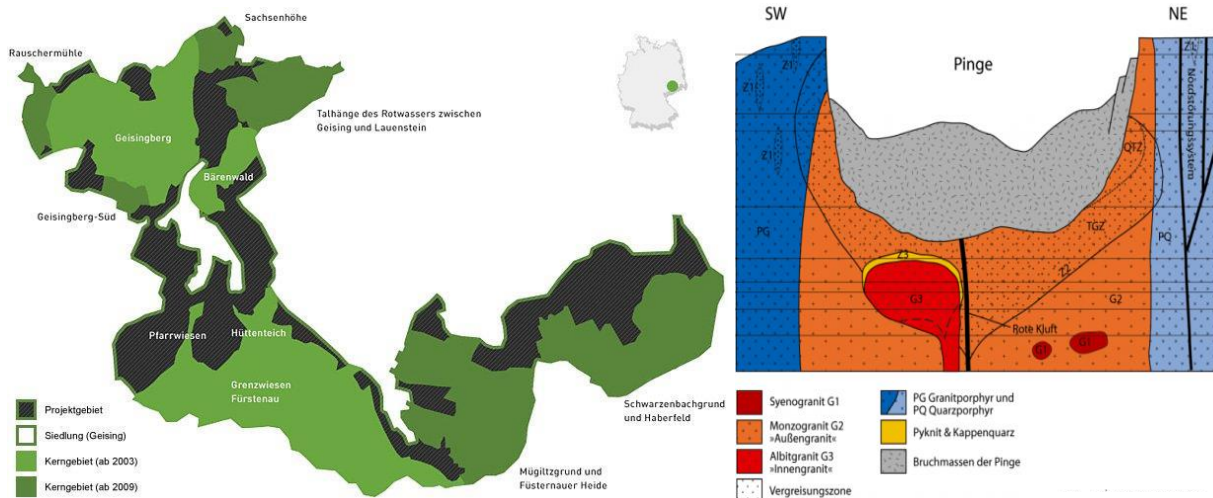 Sachsenhöhe
Rauschermühle
Talhänge des Rotwassers zwischen
Geising und Lauenstein
Geisingberg
Bärenwald
Geisingberg-Süd
Pfarrwiesen
Hüttenteich
Grenzwiesen
Fürstenau
Schwarzenbachgrund
und Haberfeld
Mügiltzgrund und
Füsternauer Heide
Projektgebiet
Siedlung (Geising)
Kerngebiet (ab 2003)
Kerngebiet (ab 2009)
SW
NE
Pinge
Z1
Z1
Z1
Z1
Nordstörungssystem
QTZ
PG
TGZ
PQ
Z3
Z2
G3
G2
Rote Kluft
G1
G1
Syenogranit G1
Monzogranit G2
»Außengranit«
Albitgranit G3
»Innengranit«
Vergreisungszone
PG Granitporphyr und
PQ Quarzporphyr
Pyknit & Kappenquarz
Bruchmassen der Pinge